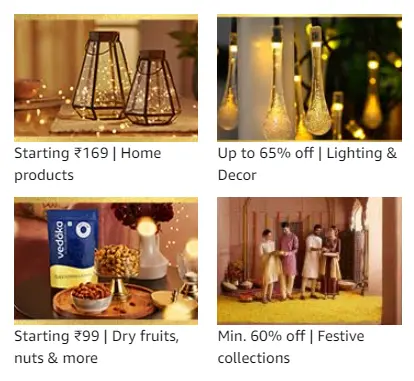 Starting ₹169 | Home
products
Up to 65% off | Lighting &
Decor
vedāka
Starting ₹99 | Dry fruits,
nuts & more
Min. 60% off | Festive
collections